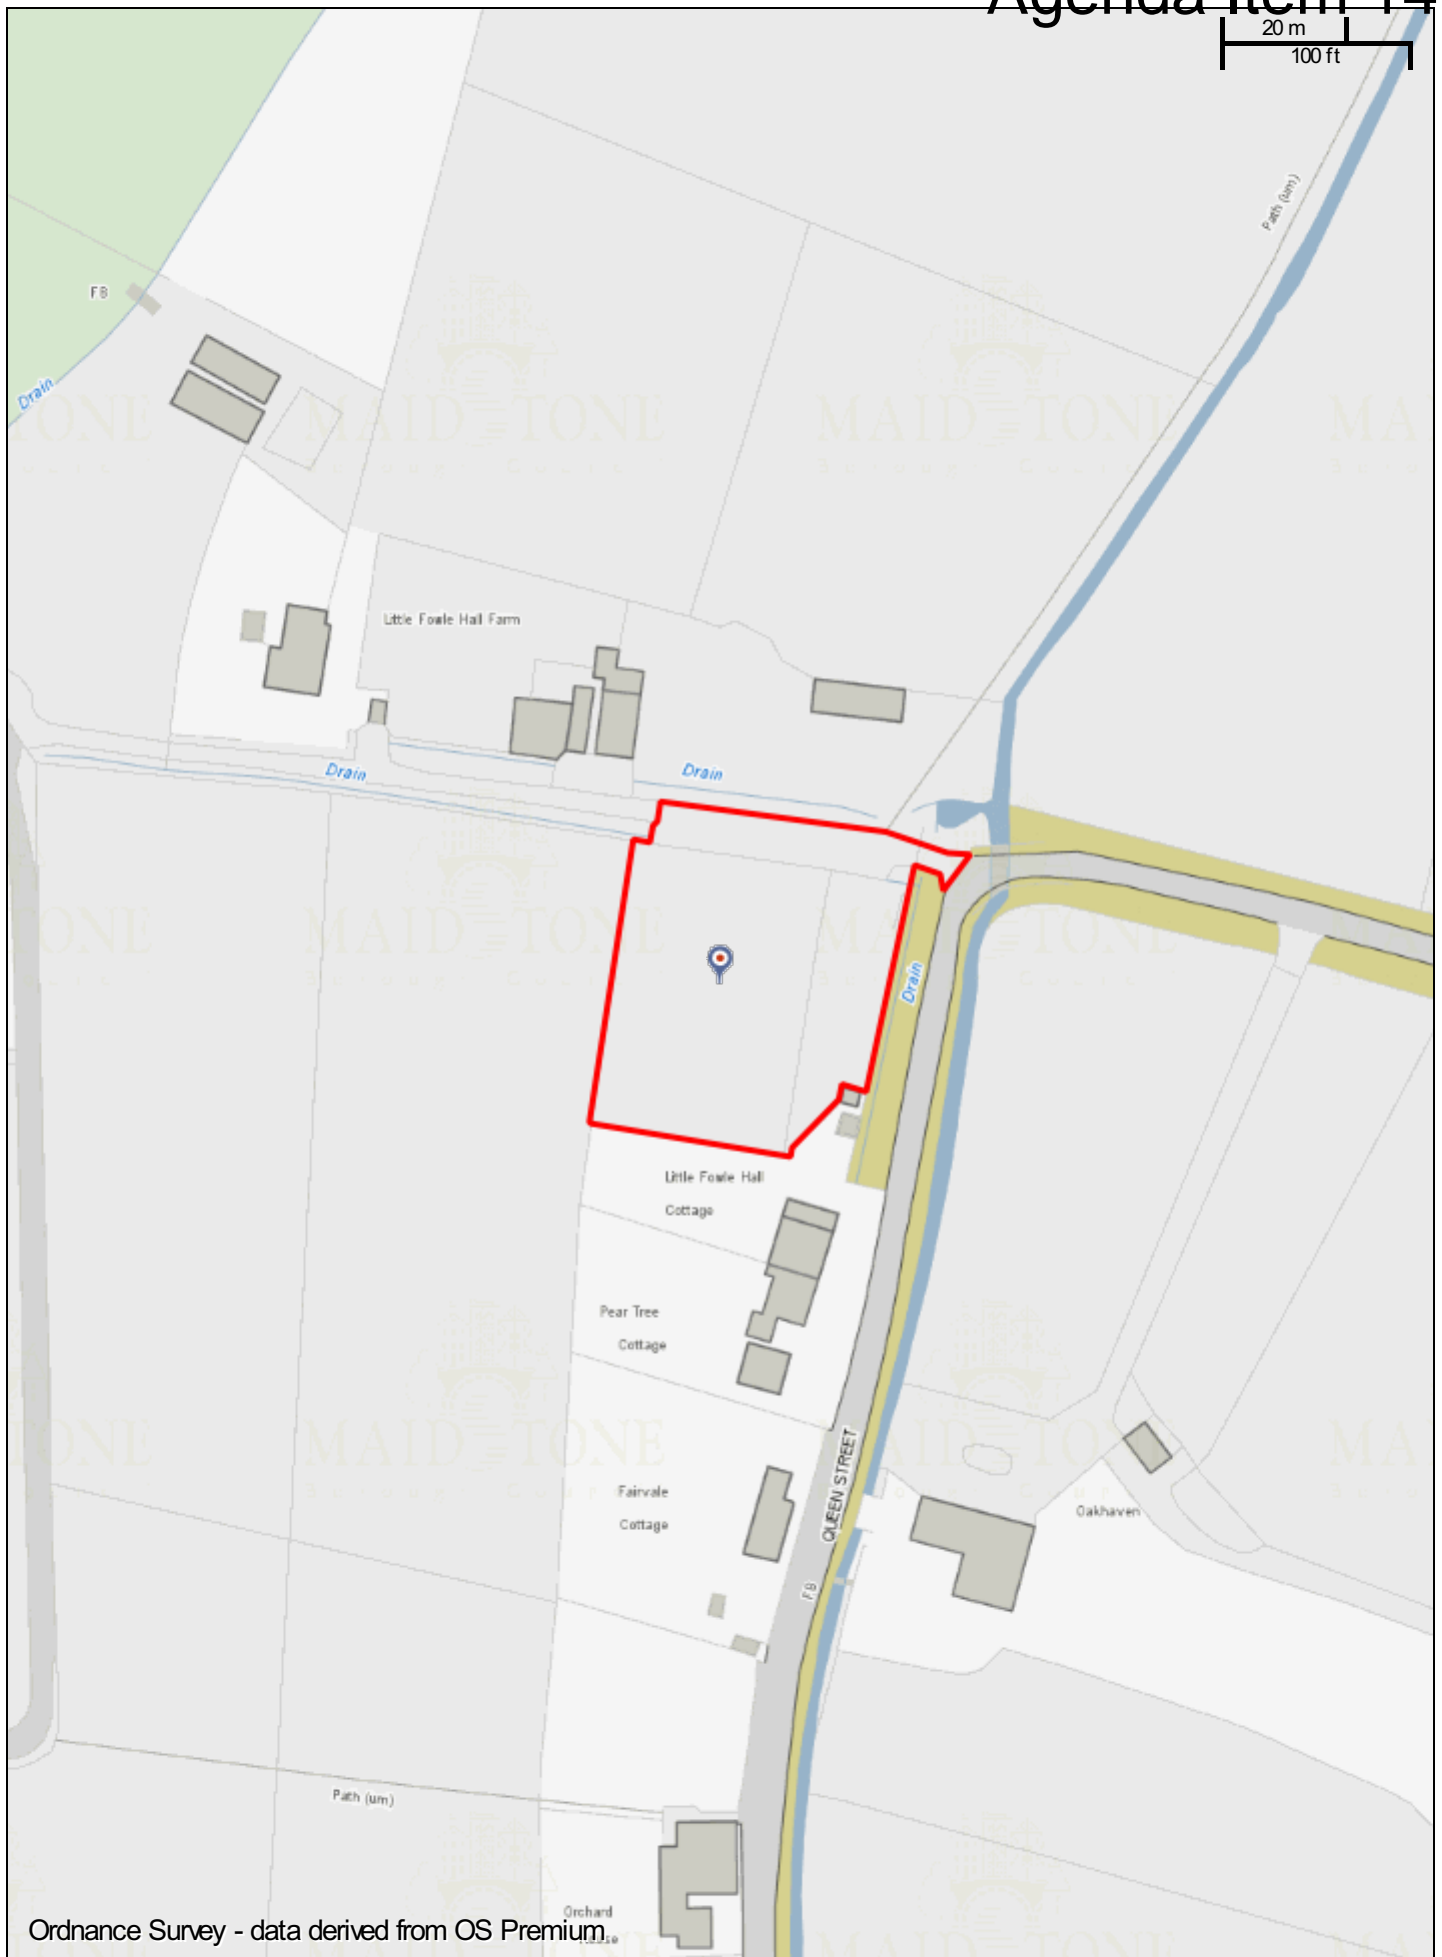 Agenda Item 14
20 m
100 ft
Path (um)
FB
Drain
Little Fowle Hall Farm
Drain
Drain
Drain
Little Fowle Hall
Cottage
Pear Tree
Cottage
Fairvale
Cottage
QUEEN STREET
Oakhaven
FB
Path (um)
Orchard
House
Ordnance Survey - data derived from OS Premium